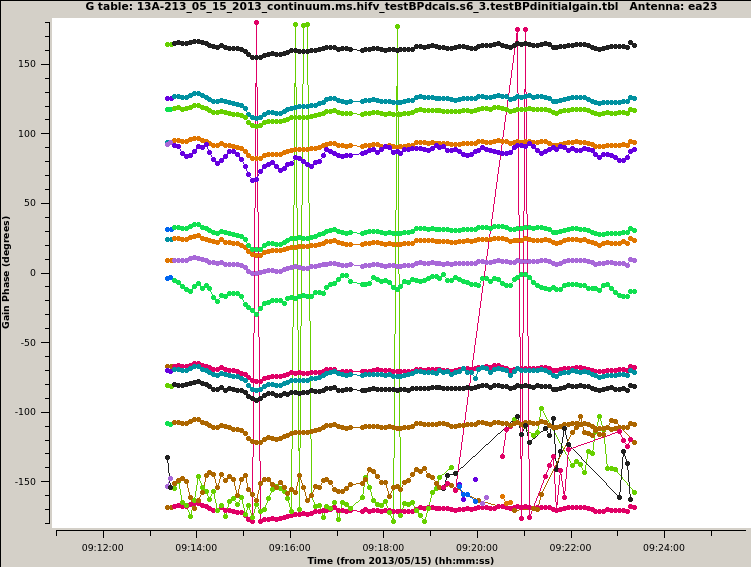 G table: 13A-213_05_15_2013_continuum.ms.hifv_testBPdcals.s6_3.testBPdinitialgain.tbl Antenna: ea23
Gain Phase (degrees)
150
100
50
0
-50
-100
-150
09:12:00 09:14:00 09:16:00 09:18:00 09:20:00 09:22:00 09:24:00
Time (from 2013/05/15) (hh:mm:ss)